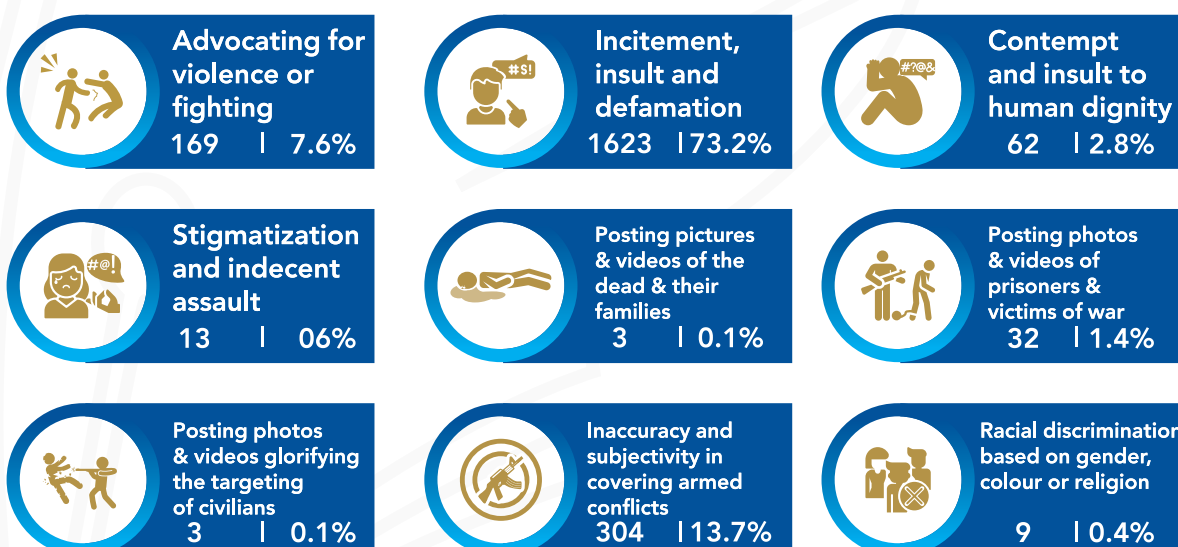 Advocating for
violence or
fighting
169 | 7.6%
Incitement,
insult and
defamation
1623 | 73.2%
Contempt
and insult to
human dignity
62 | 2.8%
Stigmatization
and indecent
assault
13 | 06%
Posting pictures
& videos of the
dead & their
families
3 | 0.1%
Posting photos
& videos of
prisoners &
victims of war
32 | 1.4%
Posting photos
& videos glorifying
the targeting
of civilians
3 | 0.1%
Inaccuracy and
subjectivity in
covering armed
conflicts
304 | 13.7%
Racial discrimination
based on gender,
colour or religion
9 | 0.4%
#$!
#?@&
#@!